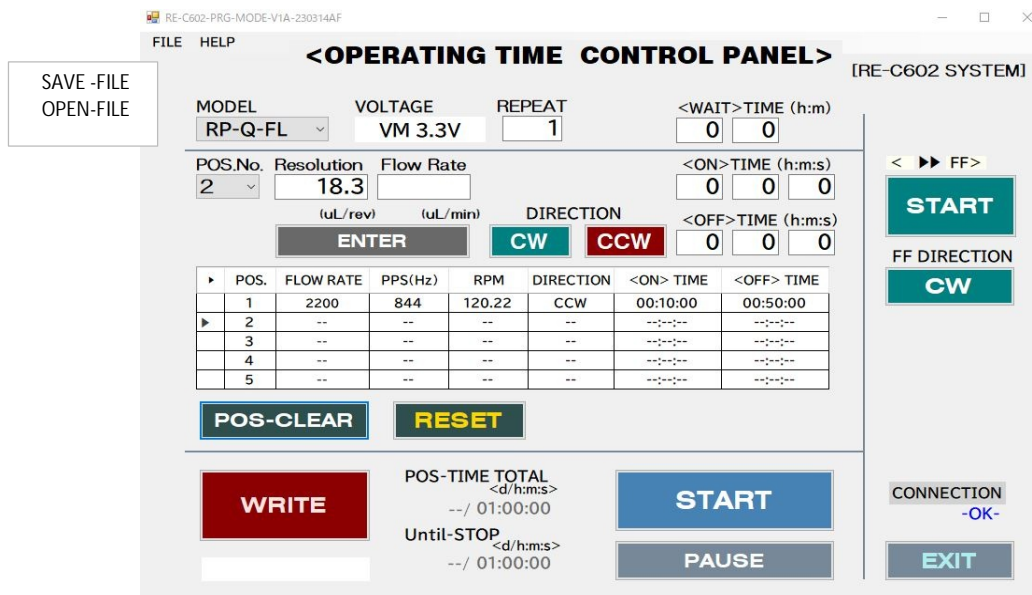 RE-C602-PRG-MODE-V1A-230314AF
FILE HELP
SAVE -FILE
OPEN-FILE
<OPERATING TIME CONTROL PANEL>
[RE-C602 SYSTEM]
MODEL VOLTAGE REPEAT <WAIT>TIME (h:m)
RP-Q-FL VM 3.3V 1 0 0
POS.No. Resolution Flow Rate <ON>TIME (h:m:s)
2 18.3 0 0 0
(uL/rev) (uL/min) DIRECTION <OFF>TIME (h:m:s)
ENTER CW CCW 0 0 0
POS. FLOW RATE PPS(Hz) RPM DIRECTION <ON> TIME <OFF> TIME
1 2200 844 120.22 CCW 00:10:00 00:50:00
2 -- -- -- -- --:--:-- --:--:--
3 -- -- -- -- --:--:-- --:--:--
4 -- -- -- -- --:--:-- --:--:--
5 -- -- -- -- --:--:-- --:--:--
POS-CLEAR RESET
< ▶▶ FF>
START
FF DIRECTION
CW
WRITE
POS-TIME TOTAL
<d/h:m:s>
--/ 01:00:00
Until-STOP
<d/h:m:s>
--/ 01:00:00
START
PAUSE
CONNECTION
-OK-
EXIT